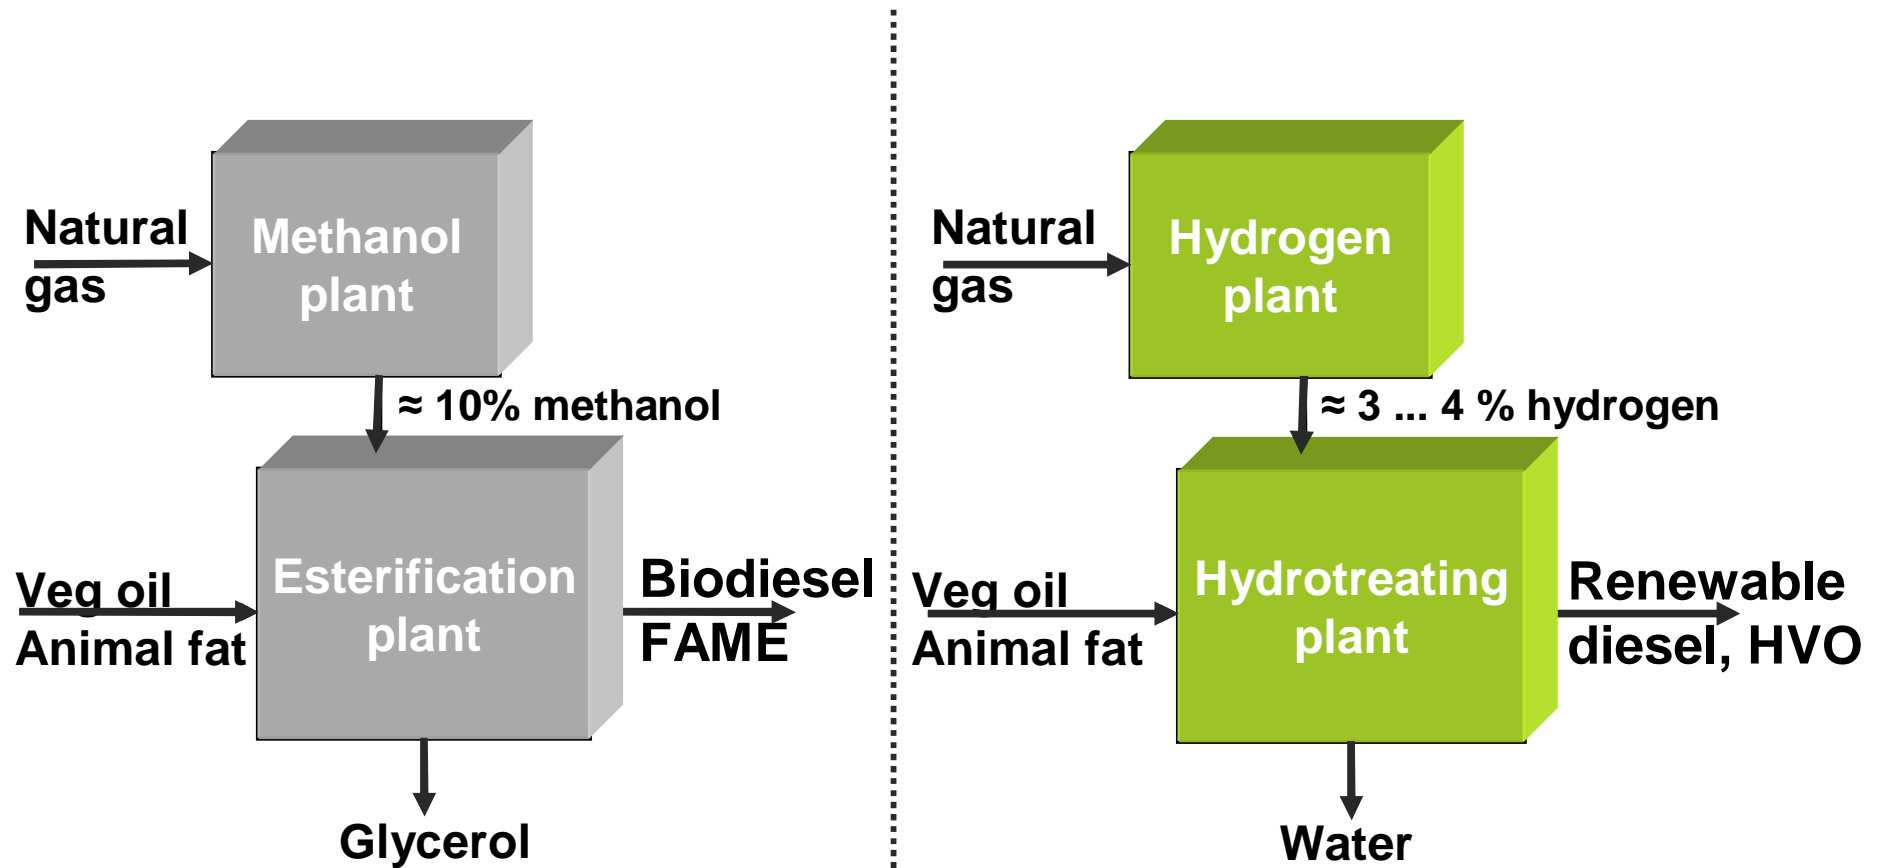 Natural
gas
Methanol
plant
≈ 10% methanol
Veg oil
Animal fat
Esterification
plant
Biodiesel
FAME
Glycerol
Natural
gas
Hydrogen
plant
≈ 3 ... 4 % hydrogen
Veg oil
Animal fat
Hydrotreating
plant
Renewable
diesel, HVO
Water